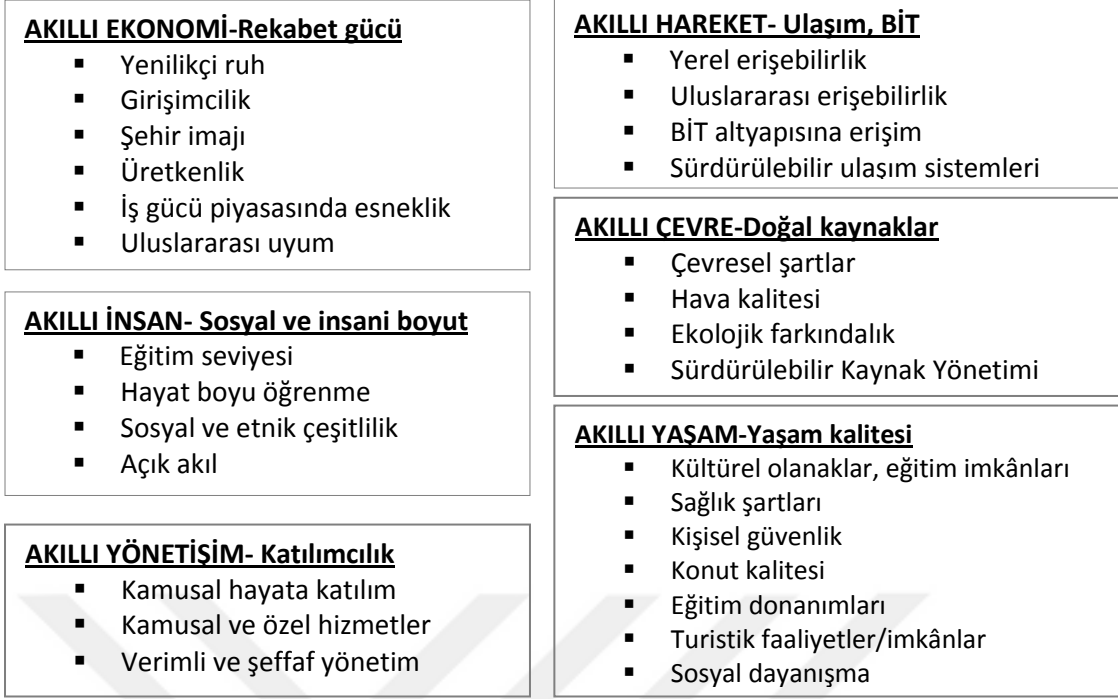 AKILLI EKONOMİ-Rekabet gücü
▪ Yenilikçi ruh
▪ Girişimcilik
▪ Şehir imajı
▪ Üretkenlik
▪ İş gücü piyasasında esneklik
▪ Uluslararası uyum
AKILLI İNSAN- Sosyal ve insani boyut
▪ Eğitim seviyesi
▪ Hayat boyu öğrenme
▪ Sosyal ve etnik çeşitlilik
▪ Açık akıl
AKILLI YÖNETİŞİM- Katılımcılık
▪ Kamusal hayata katılım
▪ Kamusal ve özel hizmetler
▪ Verimli ve şeffaf yönetim
AKILLI HAREKET- Ulaşım, BİT
▪ Yerel erişebilirlik
▪ Uluslararası erişebilirlik
▪ BİT altyapısına erişim
▪ Sürdürülebilir ulaşım sistemleri
AKILLI ÇEVRE-Doğal kaynaklar
▪ Çevresel şartlar
▪ Hava kalitesi
▪ Ekolojik farkındalık
▪ Sürdürülebilir Kaynak Yönetimi
AKILLI YAŞAM-Yaşam kalitesi
▪ Kültürel olanaklar, eğitim imkânları
▪ Sağlık şartları
▪ Kişisel güvenlik
▪ Konut kalitesi
▪ Eğitim donanımları
▪ Turistik faaliyetler/imkânlar
▪ Sosyal dayanışma